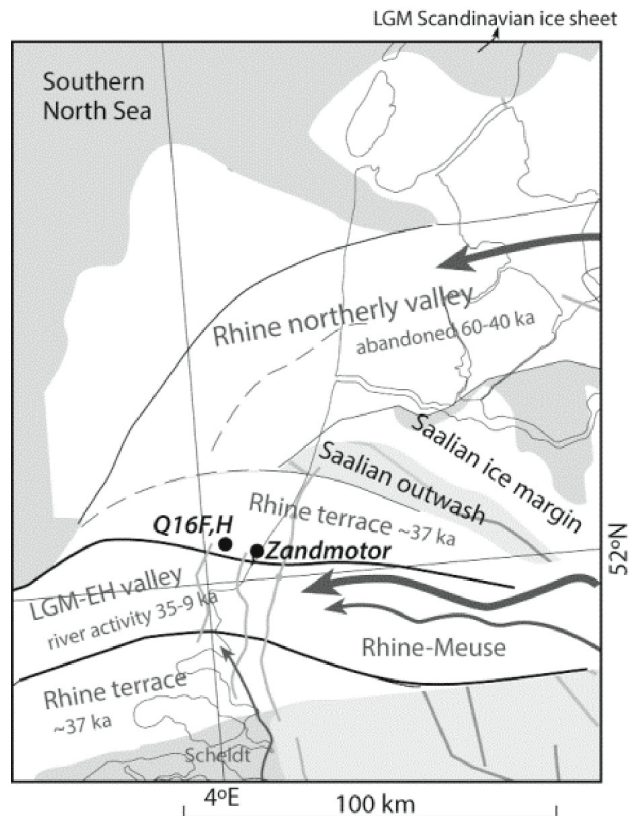 LGM Scandinavian ice sheet
Southern
North Sea
Rhine northerly valley
abandoned 60-40 ka
Saalian ice margin
Saalian outwash
Rhine terrace ~37 ka
Q16F,H
Zandmotor
52ºN
LGM-EH valley
river activity 35-9 ka
Rhine-Meuse
Rhine terrace
~37 ka
Scheldt
4ºE
100 km